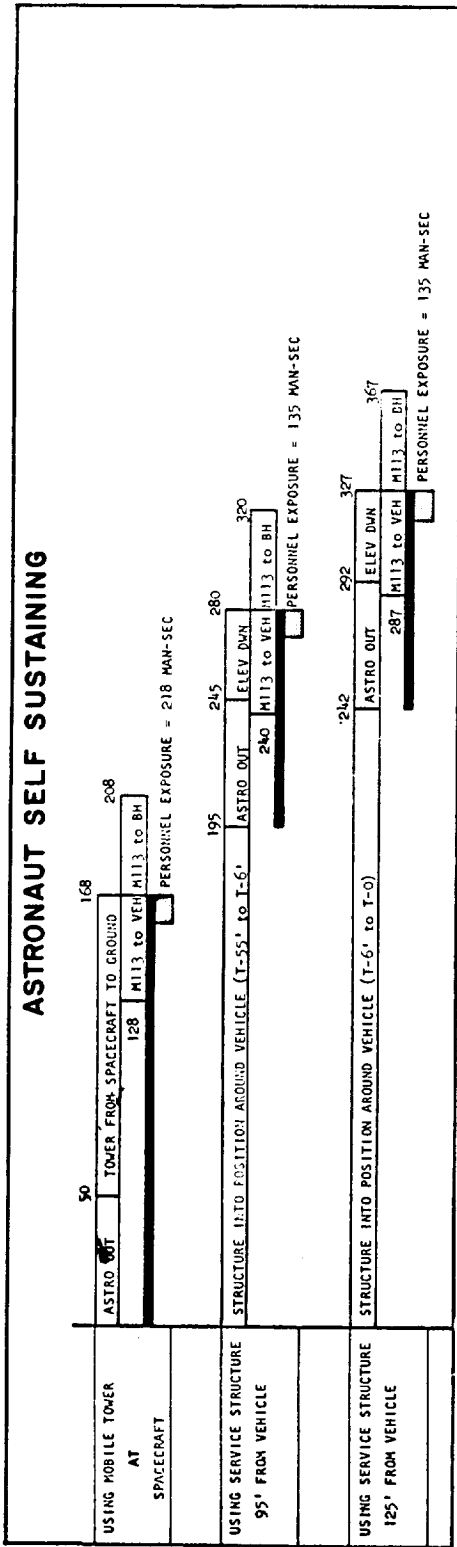 ASTRONAUT SELF SUSTAINING
USING MOBILE TOWER
AT
SPACECRAFT
50
168
ASTRO OUT
TOWER FROM SPACECRAFT TO GROUND
208
128
M113 to VEH
M113 to BH
PERSONNEL EXPOSURE = 218 MAN-SEC
USING SERVICE STRUCTURE
95' FROM VEHICLE
195
245
280
STRUCTURE INTO POSITION AROUND VEHICLE (T-55' to T-6'
ASTRO OUT
ELEV DWN
320
240
M113 to VEH
M113 to BH
PERSONNEL EXPOSURE = 135 MAN-SEC
USING SERVICE STRUCTURE
125' FROM VEHICLE
242
292
327
STRUCTURE INTO POSITION AROUND VEHICLE (T-6' to T-0)
ASTRO OUT
ELEV DWN
367
287
M113 to VEH
M113 to BH
PERSONNEL EXPOSURE = 135 MAN-SEC